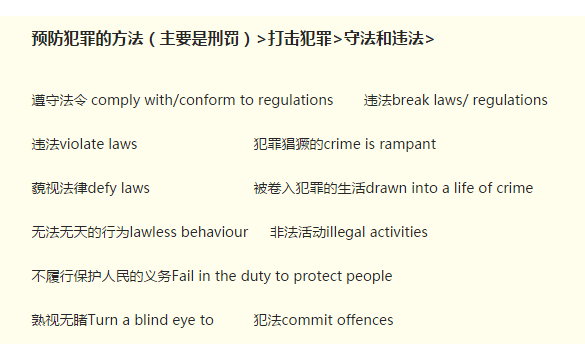 预防犯罪的方法（主要是刑罚）>打击犯罪>守法和违法>
遵守法令 comply with/conform to regulations 违法break laws/ regulations
违法violate laws 犯罪猖獗的crime is rampant
藐视法律defy laws 被卷入犯罪的生活drawn into a life of crime
无法无天的行为lawless behaviour 非法活动illegal activities
不履行保护人民的义务Fail in the duty to protect people
熟视无睹Turn a blind eye to 犯法commit offences